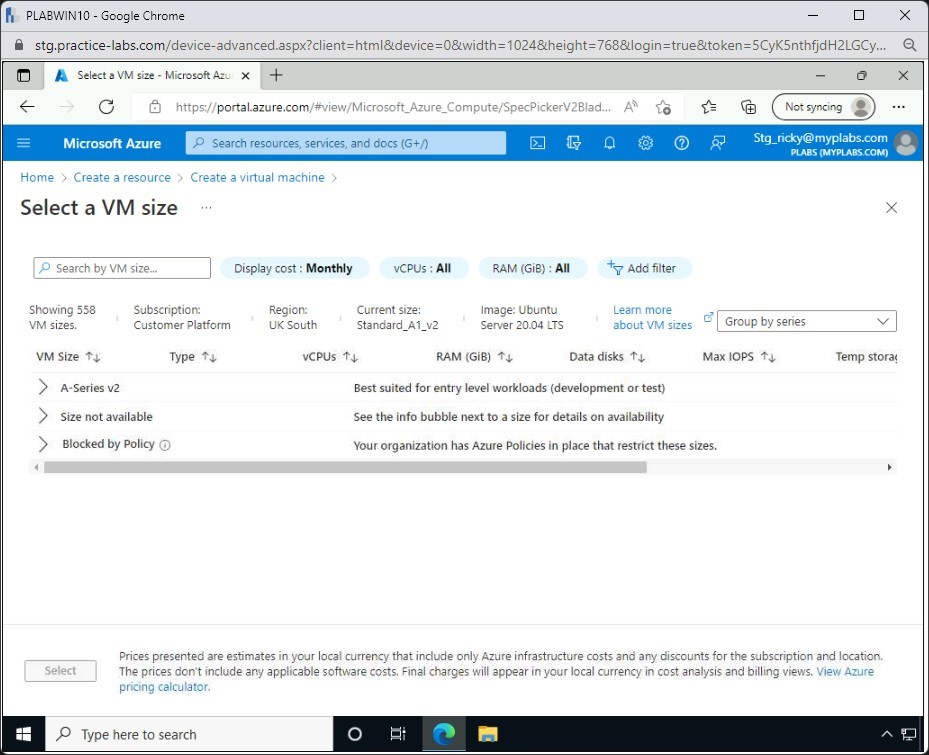 PLABWIN10 - Google Chrome
stg.practice-labs.com/device-advanced.aspx?client=html&device=0&width=1024&height=768&login=true&token=5CyK5nthfjdH2LGCy...
Select a VM size - Microsoft Azu
https://portal.azure.com/#view/Microsoft_Azure_Compute/SpecPickerV2Blad...
Not syncing
Microsoft Azure
Search resources, services, and docs (G+/)
Stg_ricky@myplabs.com
PLABS (MYPLABS.COM)
Home > Create a resource > Create a virtual machine >
Select a VM size ...
Search by VM size...
Display cost : Monthly
vCPUs : All
RAM (GiB) : All
Add filter
Showing 558
VM sizes.
Subscription:
Customer Platform
Region:
UK South
Current size:
Standard_A1_v2
Image: Ubuntu
Server 20.04 LTS
Learn more
about VM sizes
Group by series
VM Size Type vCPUs RAM (GiB) Data disks Max IOPS Temp storag
A-Series v2 Best suited for entry level workloads (development or test)
Size not available See the info bubble next to a size for details on availability
Blocked by Policy Your organization has Azure Policies in place that restrict these sizes.
Select
Prices presented are estimates in your local currency that include only Azure infrastructure costs and any discounts for the subscription and location.
The prices don't include any applicable software costs. Final charges will appear in your local currency in cost analysis and billing views. View Azure
pricing calculator.
Type here to search